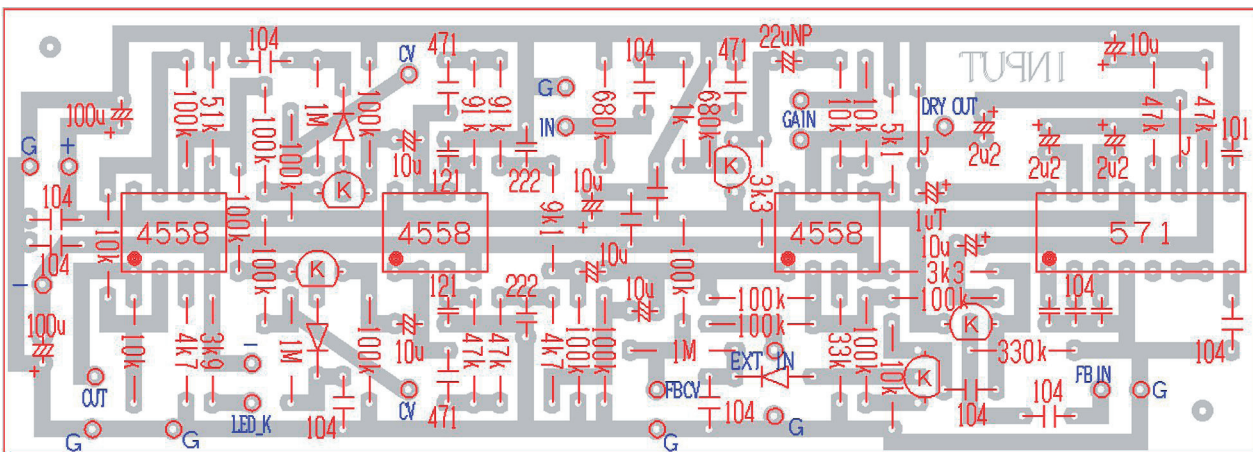 104
CV
471
104
471
22uNP
INPUT
10u
100u
100k
51k
100k
100k
1M
100k
10u
91k
91k
121
222
G
IN
680k
1k
680k
GAIN
10k
10k
5k1
DRY OUT
J
2u2
2u2
2u2
47k
J
47k
101
G
+
K
K
10u
3k3
104
10k
4558
100k
4558
9k1
4558
1uT
571
104
-
100k
K
10u
100k
10u
3k3
104
100u
10k
4k7
3k9
-
1M
100k
10u
121
222
47k
47k
4k7
100k
100k
10u
100k
100k
1M
EXT IN
33k
100k
10k
100k
K
330k
104
OUT
LED_K
104
CV
471
FBCV
104
K
104
104
FB IN
G
G
G
G
G